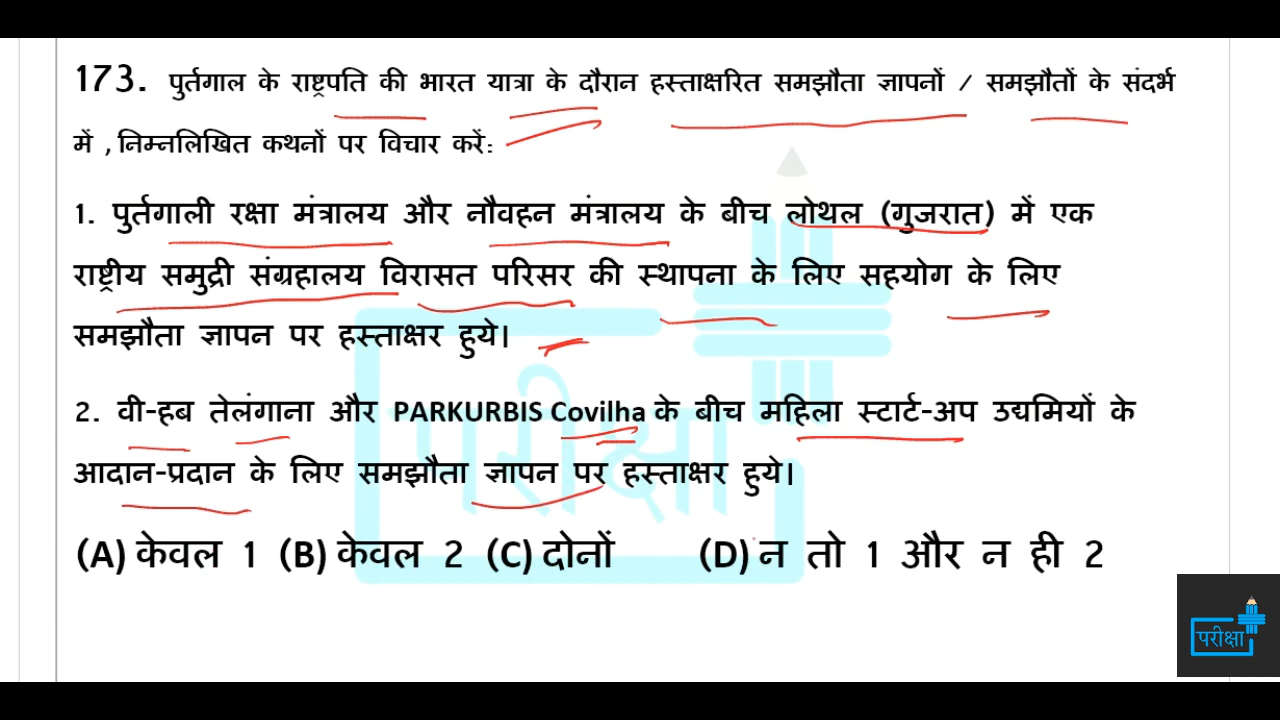 173. पुर्तगाल के राष्ट्रपति की भारत यात्रा के दौरान हस्ताक्षरित समझौता ज्ञापनों / समझौतों के संदर्भ
में ,निम्नलिखित कथनों पर विचार करें:
1. पुर्तगाली रक्षा मंत्रालय और नौवहन मंत्रालय के बीच लोथल (गुजरात) में एक
राष्ट्रीय समुद्री संग्रहालय विरासत परिसर की स्थापना के लिए सहयोग के लिए
समझौता ज्ञापन पर हस्ताक्षर हुये।
2. वी-हब तेलंगाना और PARKURBIS Covilha के बीच महिला स्टार्ट-अप उद्यमियों के
आदान-प्रदान के लिए समझौता ज्ञापन पर हस्ताक्षर हुये।
(A) केवल 1 (B) केवल 2 (C) दोनों (D) न तो 1 और न ही 2
परीक्षा
परीक्षा